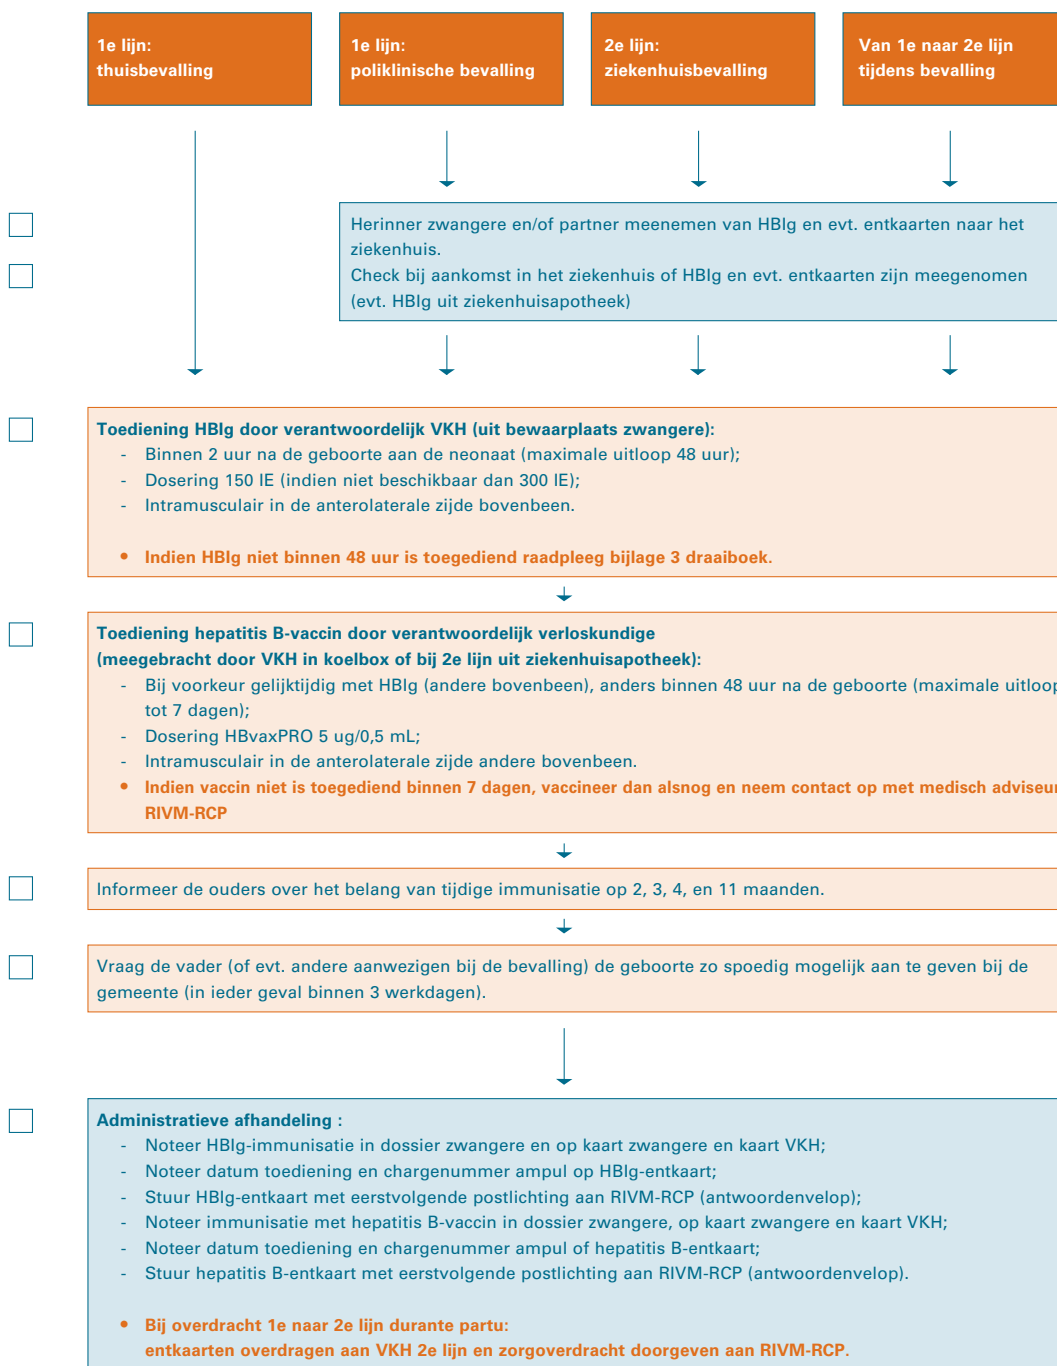 1e lijn:
thuisbevalling
1e lijn:
poliklinische bevalling
2e lijn:
ziekenhuisbevalling
Van 1e naar 2e lijn
tijdens bevalling
Herinner zwangere en/of partner meenemen van HBIg en evt. entkaarten naar het
ziekenhuis.
Check bij aankomst in het ziekenhuis of HBIg en evt. entkaarten zijn meegenomen
(evt. HBIg uit ziekenhuisapotheek)
Toediening HBIg door verantwoordelijk VKH (uit bewaarplaats zwangere):
- Binnen 2 uur na de geboorte aan de neonaat (maximale uitloop 48 uur);
- Dosering 150 IE (indien niet beschikbaar dan 300 IE);
- Intramusculair in de anterolaterale zijde bovenbeen.
• Indien HBIg niet binnen 48 uur is toegediend raadpleeg bijlage 3 draaiboek.
Toediening hepatitis B-vaccin door verantwoordelijk verloskundige
(meegebracht door VKH in koelbox of bij 2e lijn uit ziekenhuisapotheek):
- Bij voorkeur gelijktijdig met HBIg (andere bovenbeen), anders binnen 48 uur na de geboorte (maximale uitloop
tot 7 dagen);
- Dosering HBvaxPRO 5 ug/0,5 mL;
- Intramusculair in de anterolaterale zijde andere bovenbeen.
• Indien vaccin niet is toegediend binnen 7 dagen, vaccineer dan alsnog en neem contact op met medisch adviseur
RIVM-RCP
Informeer de ouders over het belang van tijdige immunisatie op 2, 3, 4, en 11 maanden.
Vraag de vader (of evt. andere aanwezigen bij de bevalling) de geboorte zo spoedig mogelijk aan te geven bij de
gemeente (in ieder geval binnen 3 werkdagen).
Administratieve afhandeling :
- Noteer HBIg-immunisatie in dossier zwangere en op kaart zwangere en kaart VKH;
- Noteer datum toediening en chargenummer ampul op HBIg-entkaart;
- Stuur HBIg-entkaart met eerstvolgende postlichting aan RIVM-RCP (antwoordenvelop);
- Noteer immunisatie met hepatitis B-vaccin in dossier zwangere, op kaart zwangere en kaart VKH;
- Noteer datum toediening en chargenummer ampul of hepatitis B-entkaart;
- Stuur hepatitis B-entkaart met eerstvolgende postlichting aan RIVM-RCP (antwoordenvelop).
• Bij overdracht 1e naar 2e lijn durante partu:
entkaarten overdragen aan VKH 2e lijn en zorgoverdracht doorgeven aan RIVM-RCP.